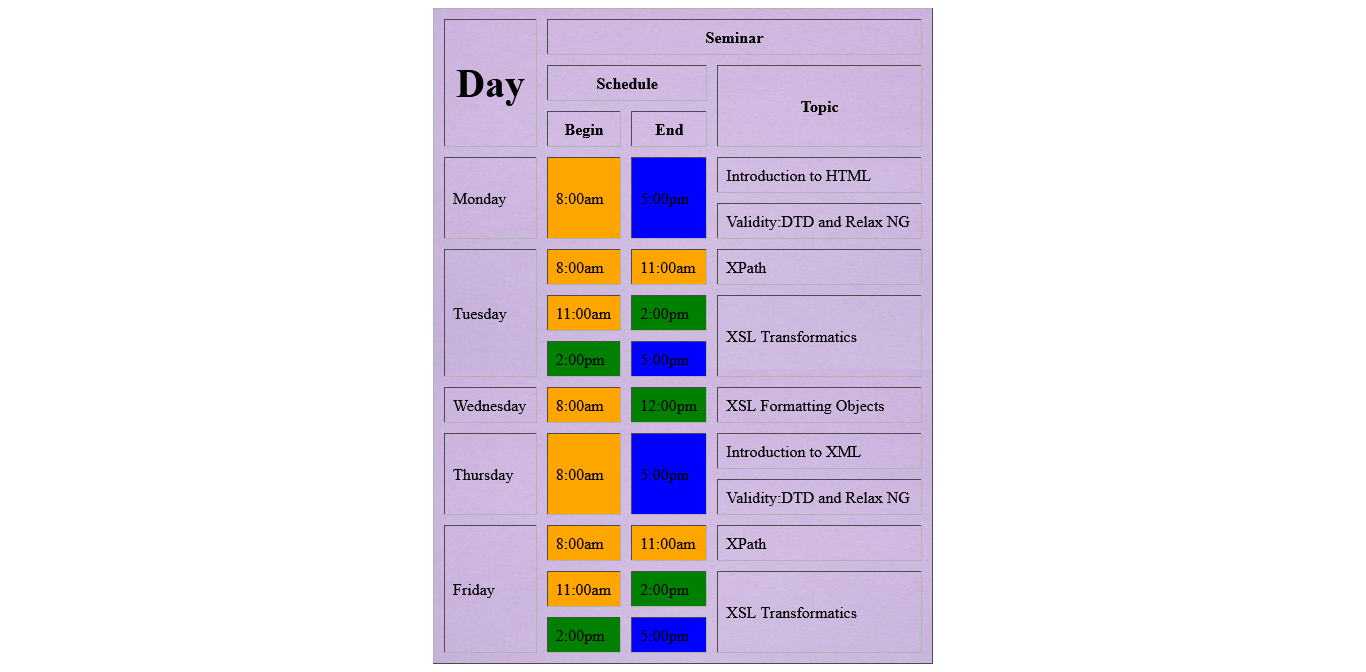 Day
Seminar
Schedule
Topic
Begin
End
Monday
8:00am
5:00pm
Introduction to HTML
Validity:DTD and Relax NG
Tuesday
8:00am
11:00am
XPath
11:00am
2:00pm
XSL Transformatics
2:00pm
5:00pm
Wednesday
8:00am
12:00pm
XSL Formatting Objects
Thursday
8:00am
5:00pm
Introduction to XML
Validity:DTD and Relax NG
Friday
8:00am
11:00am
XPath
11:00am
2:00pm
XSL Transformatics
2:00pm
5:00pm